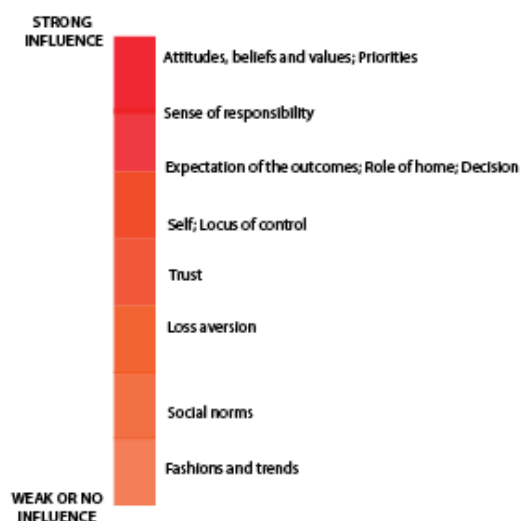 STRONG
INFLUENCE
Attitudes, beliefs and values; Priorities
Sense of responsibility
Expectation of the outcomes; Role of home; Decision
Self; Locus of control
Trust
Loss aversion
Social norms
Fashions and trends
WEAK OR NO
INFLUENCE